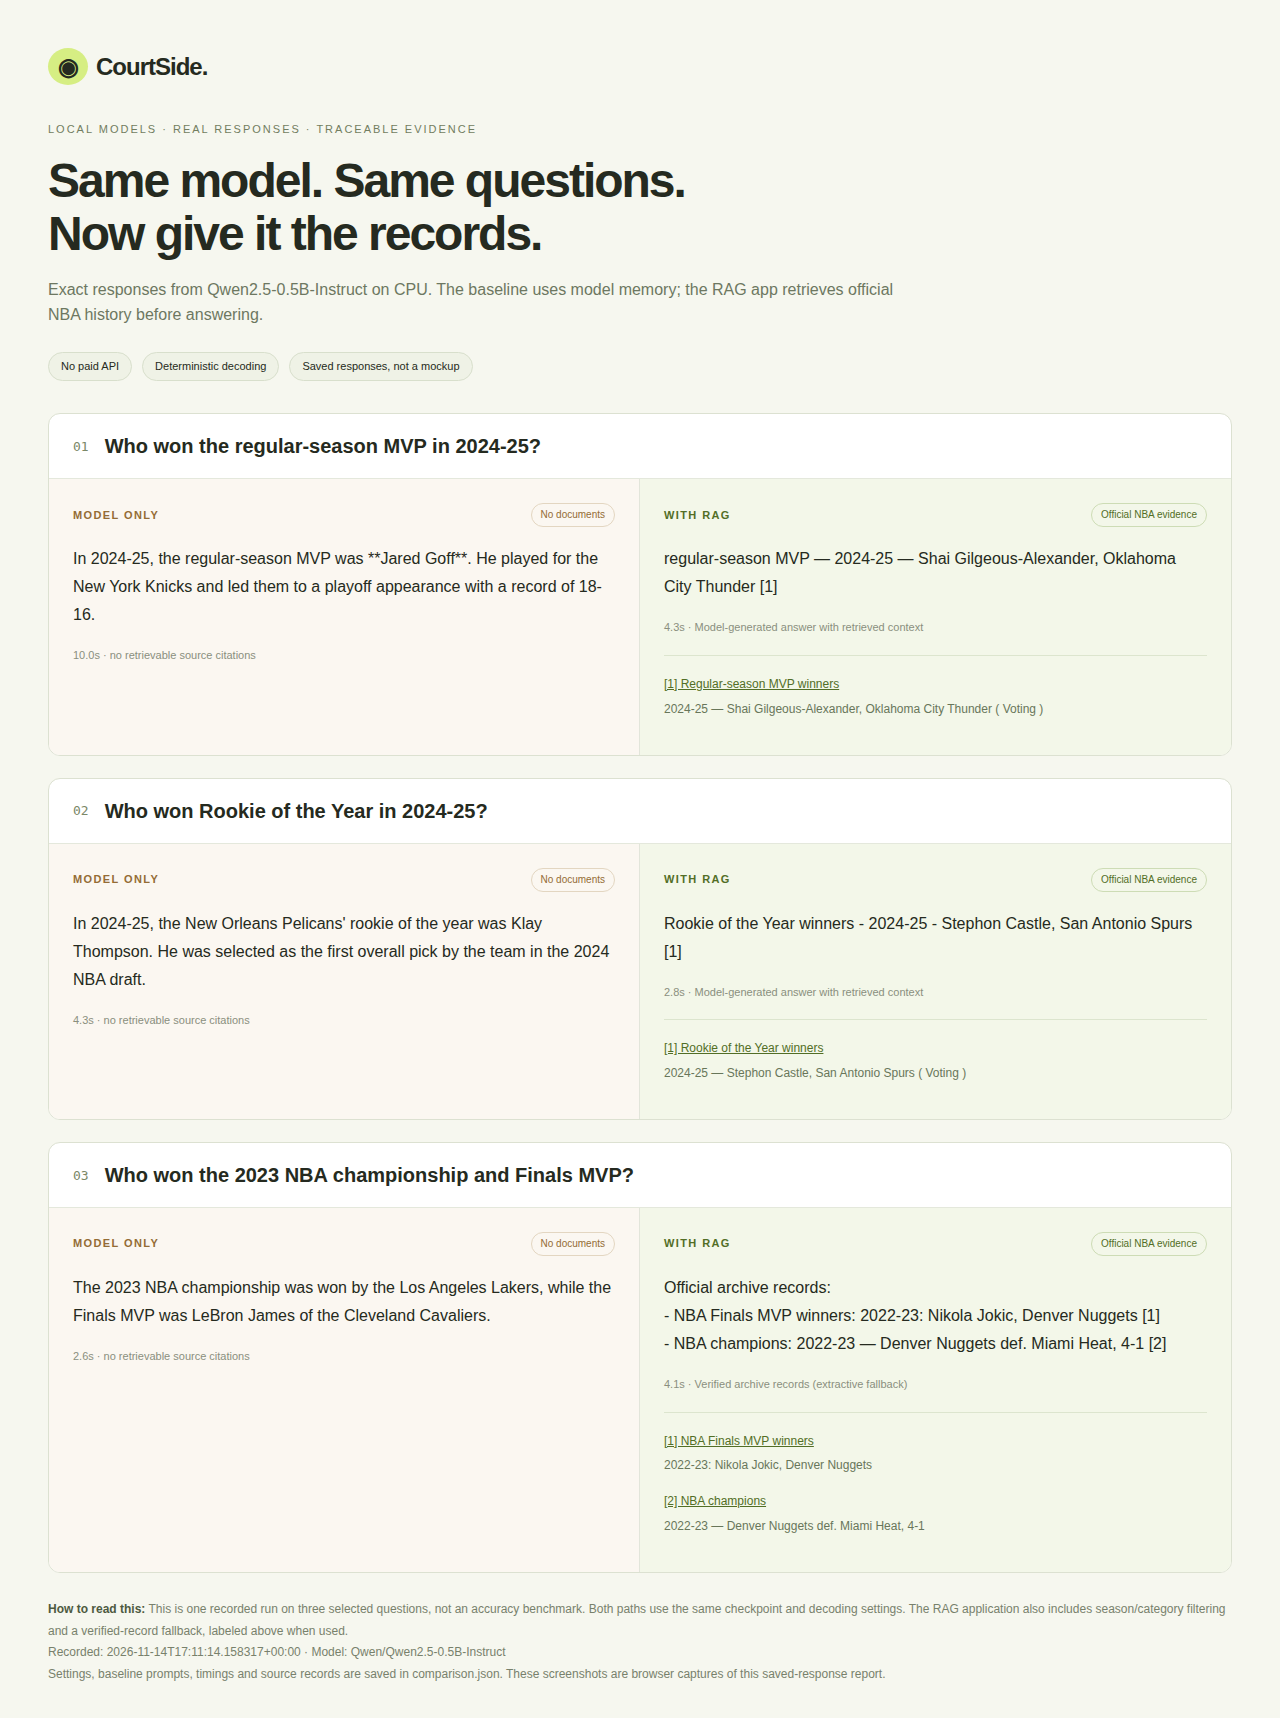 CourtSide.
LOCAL MODELS · REAL RESPONSES · TRACEABLE EVIDENCE
Same model. Same questions.
Now give it the records.
Exact responses from Qwen2.5-0.5B-Instruct on CPU. The baseline uses model memory; the RAG app retrieves official
NBA history before answering.
No paid API
Deterministic decoding
Saved responses, not a mockup
01 Who won the regular-season MVP in 2024-25?
MODEL ONLY
No documents
In 2024-25, the regular-season MVP was **Jared Goff**. He played for the
New York Knicks and led them to a playoff appearance with a record of 18-
16.
10.0s · no retrievable source citations
WITH RAG
Official NBA evidence
regular-season MVP — 2024-25 — Shai Gilgeous-Alexander, Oklahoma
City Thunder [1]
4.3s · Model-generated answer with retrieved context
[1] Regular-season MVP winners
2024-25 — Shai Gilgeous-Alexander, Oklahoma City Thunder ( Voting )
02 Who won Rookie of the Year in 2024-25?
MODEL ONLY
No documents
In 2024-25, the New Orleans Pelicans' rookie of the year was Klay
Thompson. He was selected as the first overall pick by the team in the 2024
NBA draft.
4.3s · no retrievable source citations
WITH RAG
Official NBA evidence
Rookie of the Year winners - 2024-25 - Stephon Castle, San Antonio Spurs
[1]
2.8s · Model-generated answer with retrieved context
[1] Rookie of the Year winners
2024-25 — Stephon Castle, San Antonio Spurs ( Voting )
03 Who won the 2023 NBA championship and Finals MVP?
MODEL ONLY
No documents
The 2023 NBA championship was won by the Los Angeles Lakers, while the
Finals MVP was LeBron James of the Cleveland Cavaliers.
2.6s · no retrievable source citations
WITH RAG
Official NBA evidence
Official archive records:
- NBA Finals MVP winners: 2022-23: Nikola Jokic, Denver Nuggets [1]
- NBA champions: 2022-23 — Denver Nuggets def. Miami Heat, 4-1 [2]
4.1s · Verified archive records (extractive fallback)
[1] NBA Finals MVP winners
2022-23: Nikola Jokic, Denver Nuggets
[2] NBA champions
2022-23 — Denver Nuggets def. Miami Heat, 4-1
How to read this: This is one recorded run on three selected questions, not an accuracy benchmark. Both paths use the same checkpoint and decoding settings. The RAG application also includes season/category filtering
and a verified-record fallback, labeled above when used.
Recorded: 2026-11-14T17:11:14.158317+00:00 · Model: Qwen/Qwen2.5-0.5B-Instruct
Settings, baseline prompts, timings and source records are saved in comparison.json. These screenshots are browser captures of this saved-response report.